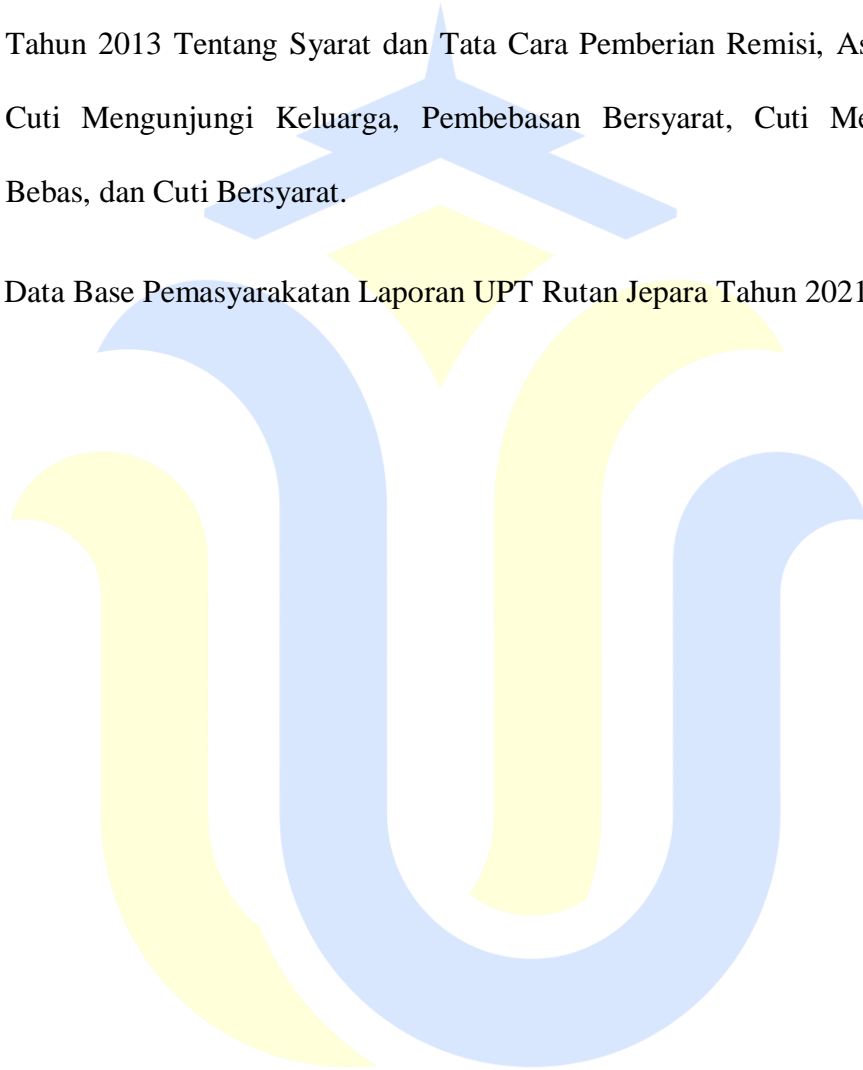 Tahun 2013 Tentang Syarat dan Tata Cara Pemberian Remisi,
Cuti Mengunjungi Keluarga, Pembebasan Bersyarat, Cuti
Bebas, dan Cuti Bersyarat.
Data Base Pemasyarakatan Laporan UPT Rutan Jepara Tahun 2021